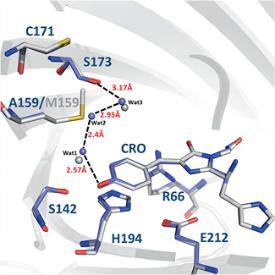 C171
S173
3.17Å
A159/M159
Wat3
2.95Å
Wat2
2.4Å
CRO
Wat1
2.57Å
R66
S142
H194
E212